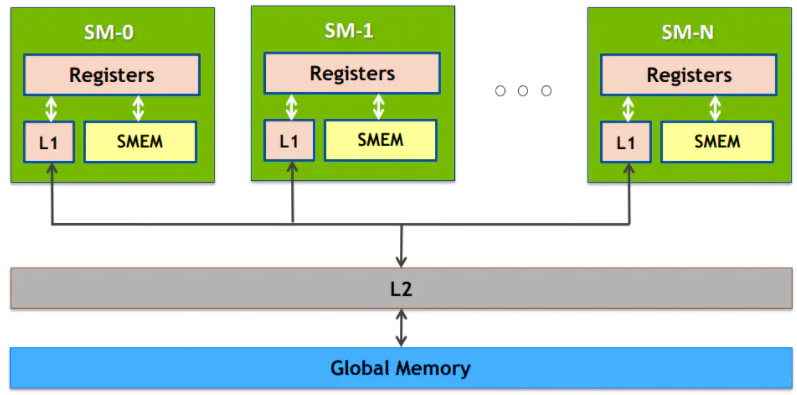 SM-0
SM-1
SM-N
Registers
Registers
Registers
L1
SMEM
L1
SMEM
L1
SMEM
L2
Global Memory